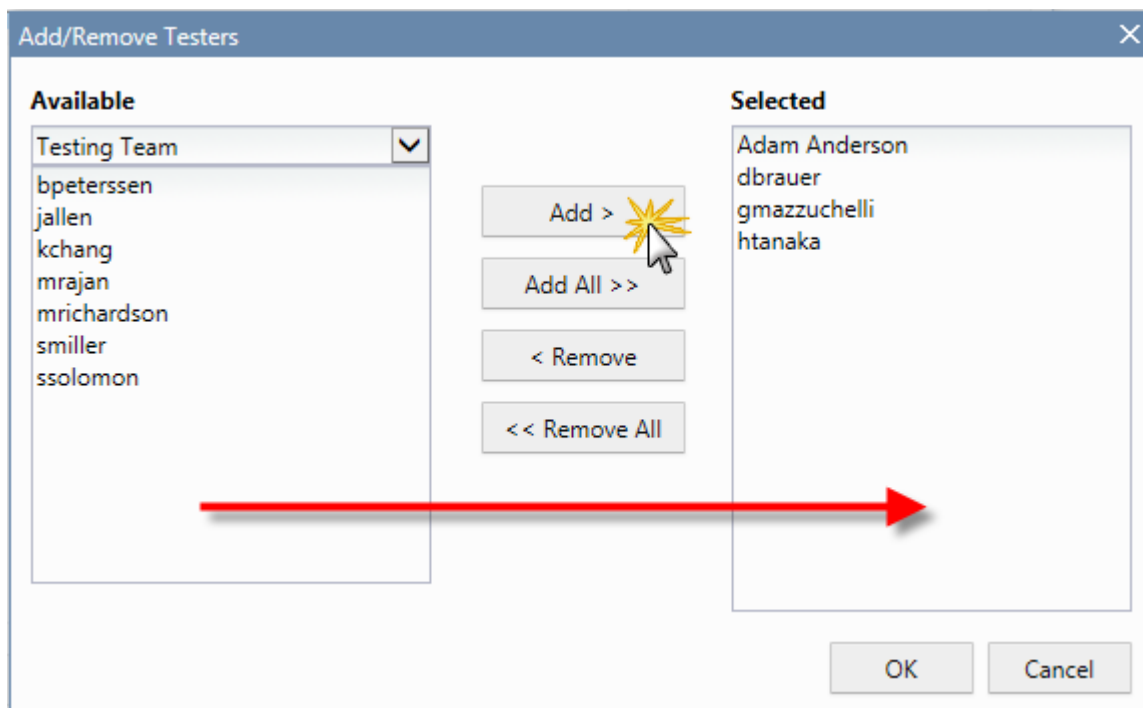 Add/Remove Testers
Available
Testing Team
bpeterssen
jallen
kchang
mrajan
mrichardson
smiller
ssolomon
Add >
Add All >>
< Remove
<< Remove All
Selected
Adam Anderson
dbrauer
gmazzuchelli
htanaka
OK
Cancel